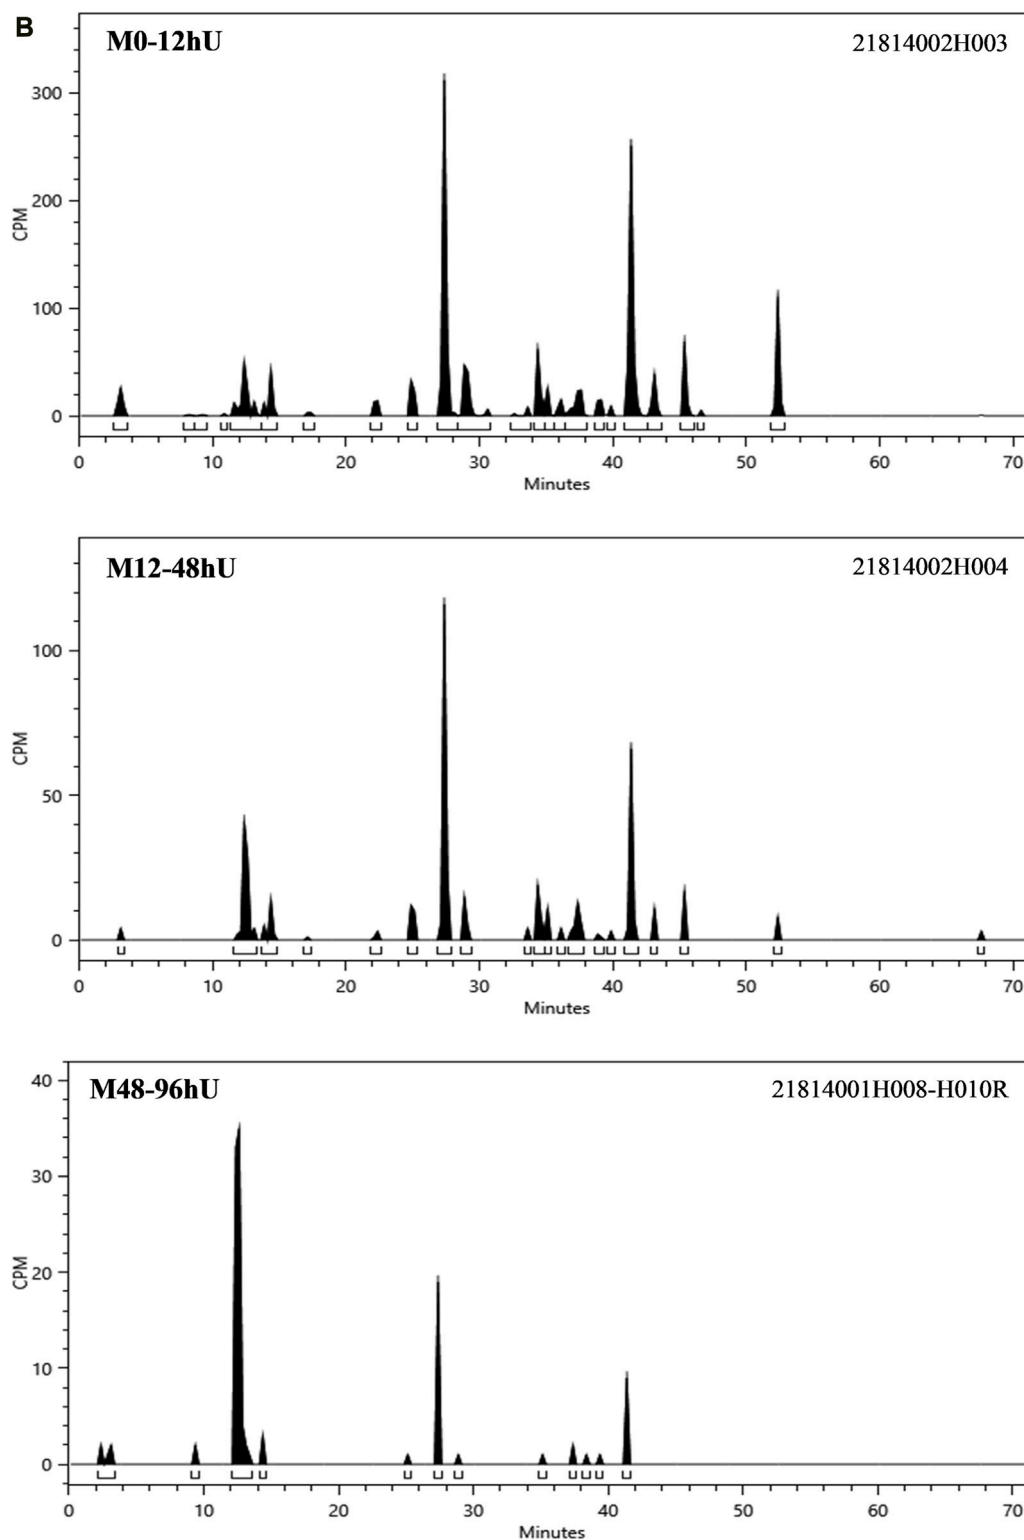 B
M0-12hU 21814002H003
300
200
100
0
CPM
0 10 20 30 40 50 60 70
Minutes
M12-48hU 21814002H004
100
50
0
CPM
0 10 20 30 40 50 60 70
Minutes
M48-96hU 21814001H008-H010R
40
30
20
10
0
CPM
0 10 20 30 40 50 60 70
Minutes